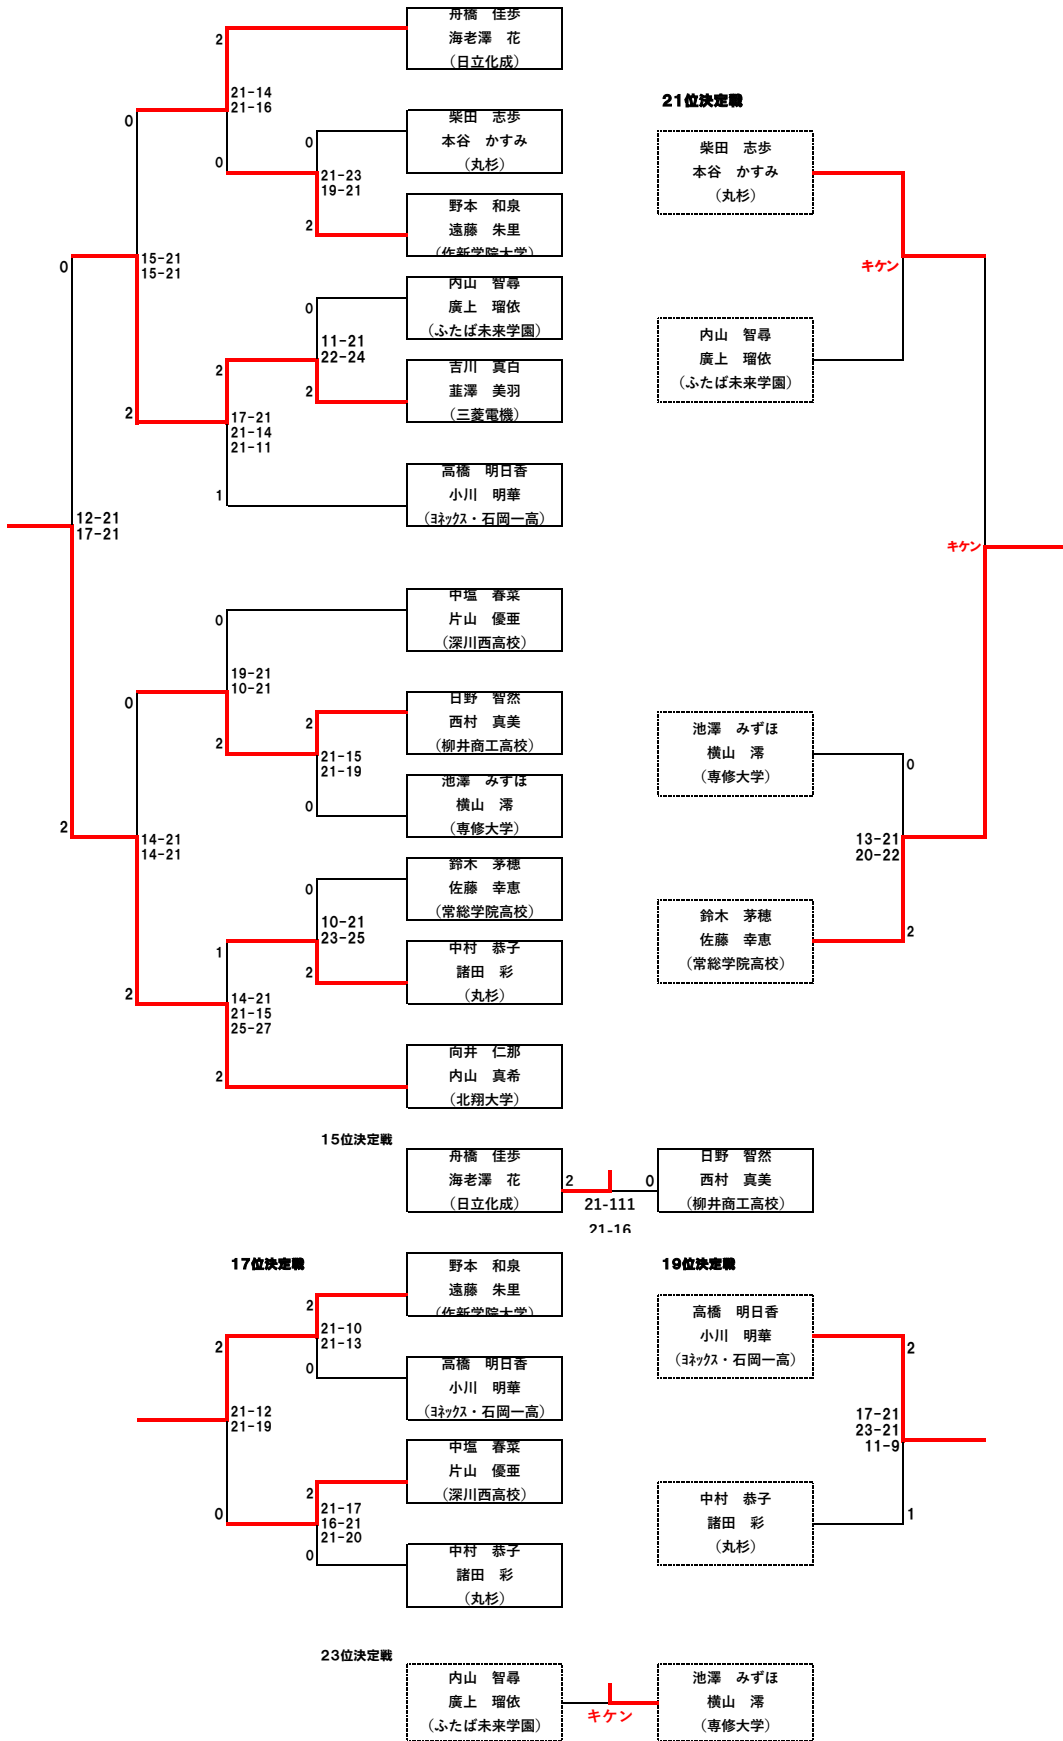 舟橋　佳歩
海老澤　花
（日立化成）
2
21-14
21-16
0
0
柴田　志歩
本谷　かすみ
（丸杉）
0
21-23
19-21
2
野本　和泉
遠藤　朱里
（作新学院大学）
15-21
15-21
0
内山　智尋
廣上　瑠依
（ふたば未来学園）
0
11-21
22-24
2
吉川　真白
韮澤　美羽
（三菱電機）
2
2
17-21
21-14
21-11
1
高橋　明日香
小川　明華
（ﾖﾈｯｸｽ・石岡一高）
12-21
17-21
中塩　春菜
片山　優亜
（深川西高校）
0
19-21
10-21
0
2
日野　智然
西村　真美
（柳井商工高校）
2
21-15
21-19
0
池澤　みずほ
横山　澪
（専修大学）
2
14-21
14-21
鈴木　茅穂
佐藤　幸恵
（常総学院高校）
0
10-21
23-25
2
中村　恭子
諸田　彩
（丸杉）
1
2
14-21
21-15
25-27
2
向井　仁那
内山　真希
（北翔大学）
21位決定戦
柴田　志歩
本谷　かすみ
（丸杉）
キケン
内山　智尋
廣上　瑠依
（ふたば未来学園）
キケン
池澤　みずほ
横山　澪
（専修大学）
0
13-21
20-22
2
鈴木　茅穂
佐藤　幸恵
（常総学院高校）
15位決定戦
舟橋　佳歩
海老澤　花
（日立化成）
2
0
21-111
21-16
日野　智然
西村　真美
（柳井商工高校）
17位決定戦
野本　和泉
遠藤　朱里
（作新学院大学）
2
21-10
21-13
0
2
高橋　明日香
小川　明華
（ﾖﾈｯｸｽ・石岡一高）
21-12
21-19
中塩　春菜
片山　優亜
（深川西高校）
2
21-17
16-21
21-20
0
0
中村　恭子
諸田　彩
（丸杉）
19位決定戦
高橋　明日香
小川　明華
（ﾖﾈｯｸｽ・石岡一高）
2
17-21
23-21
11-9
1
中村　恭子
諸田　彩
（丸杉）
23位決定戦
内山　智尋
廣上　瑠依
（ふたば未来学園）
キケン
池澤　みずほ
横山　澪
（専修大学）